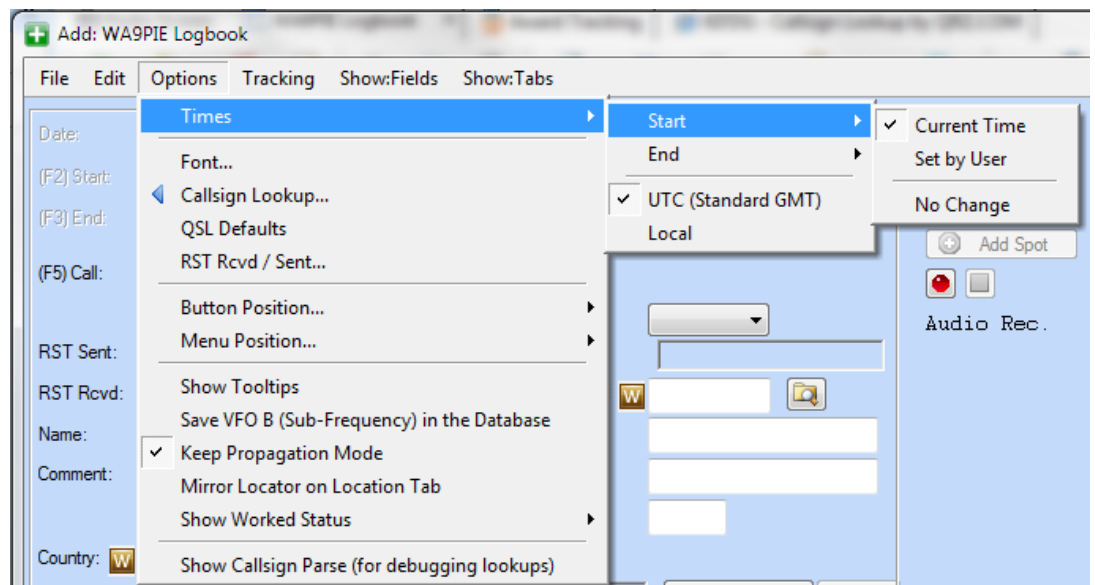 Add: WA9PIE Logbook
File Edit Options Tracking Show:Fields Show:Tabs
Date:
(F2) Start:
(F3) End:
(F5) Call:
RST Sent:
RST Rcvd:
Name:
Comment:
Country: W
Times
Font...
Callsign Lookup...
QSL Defaults
RST Rcvd / Sent...
Button Position...
Menu Position...
Show Tooltips
Save VFO B (Sub-Frequency) in the Database
Keep Propagation Mode
Mirror Locator on Location Tab
Show Worked Status
Show Callsign Parse (for debugging lookups)
Start
End
UTC (Standard GMT)
Local
Current Time
Set by User
No Change
Add Spot
Audio Rec.
W